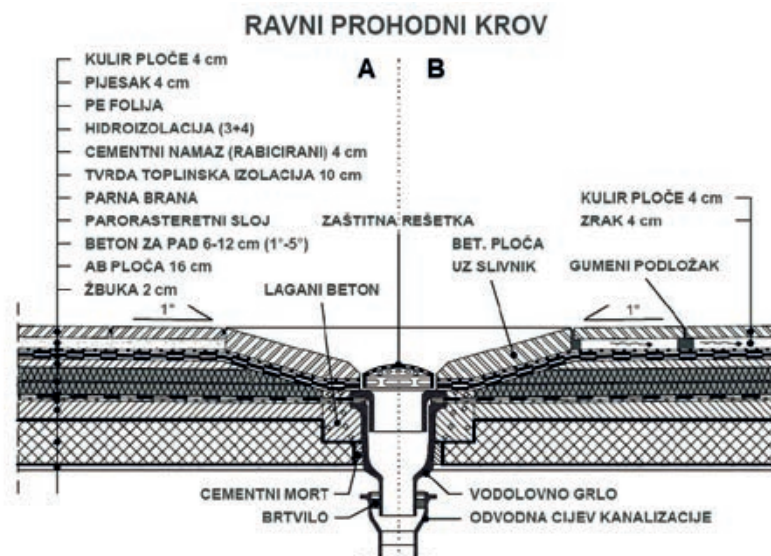 RAVNI PROHODNI KROV
A B
KULIR PLOČE 4 cm
PIJESAK 4 cm
PE FOLIJA
HIDROIZOLACIJA (3+4)
CEMENTNI NAMAZ (RABICIRANI) 4 cm
TVRDA TOPLINSKA IZOLACIJA 10 cm
PARNA BRANA
PARORASTERETNI SLOJ
BETON ZA PAD 6-12 cm (1°-5°)
AB PLOČA 16 cm
ŽBUKA 2 cm
ZAŠTITNA REŠETKA
LAGANI BETON
BET. PLOČA
UZ SLIVNIK
KULIR PLOČE 4 cm
ZRAK 4 cm
GUMENI PODLOŽAK
1°
1°
CEMENTNI MORT
BRTVILO
VODOLOVNO GRLO
ODVODNA CIJEV KANALIZACIJE